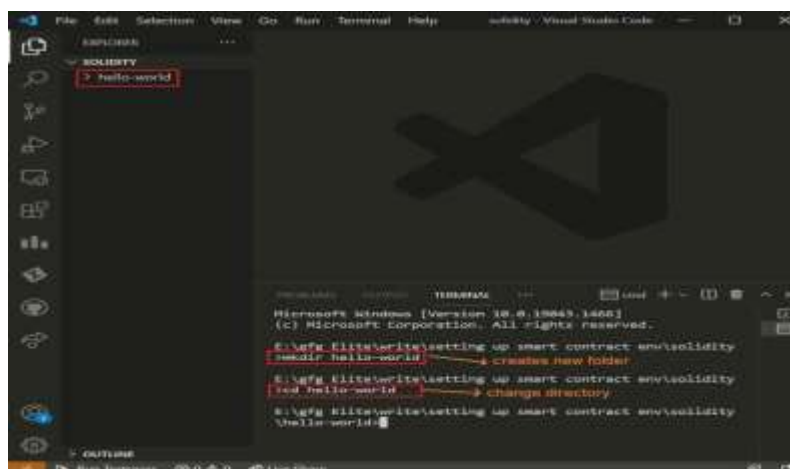 File Edit Selection View Go Run Terminal Help solidity - Visual Studio Code
EXPLORER ...
SOLIDITY
> hello-world
PROBLEMS OUTPUT TERMINAL ... cmd
Microsoft Windows [Version 10.0.19043.1466]
(c) Microsoft Corporation. All rights reserved.
E:\gfg Elite\write\setting up smart contract env\solidity
>mkdir hello-world creates new folder
E:\gfg Elite\write\setting up smart contract env\solidity
>cd hello-world change directory
E:\gfg Elite\write\setting up smart contract env\solidity
\hello-world>
> OUTLINE